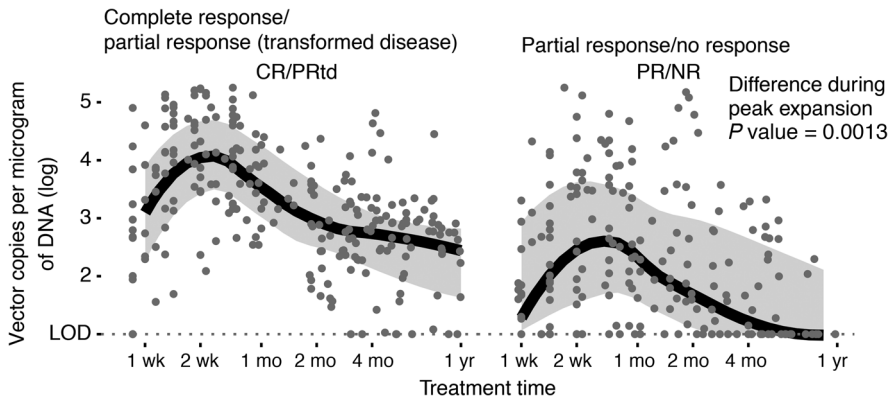 Complete response/
partial response (transformed disease)
CR/PRtd
Partial response/no response
PR/NR
Difference during
peak expansion
P value = 0.0013
Vector copies per microgram
of DNA (log)
5
4
3
2
LOD
1 wk 2 wk 1 mo 2 mo 4 mo 1 yr
1 wk 2 wk 1 mo 2 mo 4 mo 1 yr
Treatment time